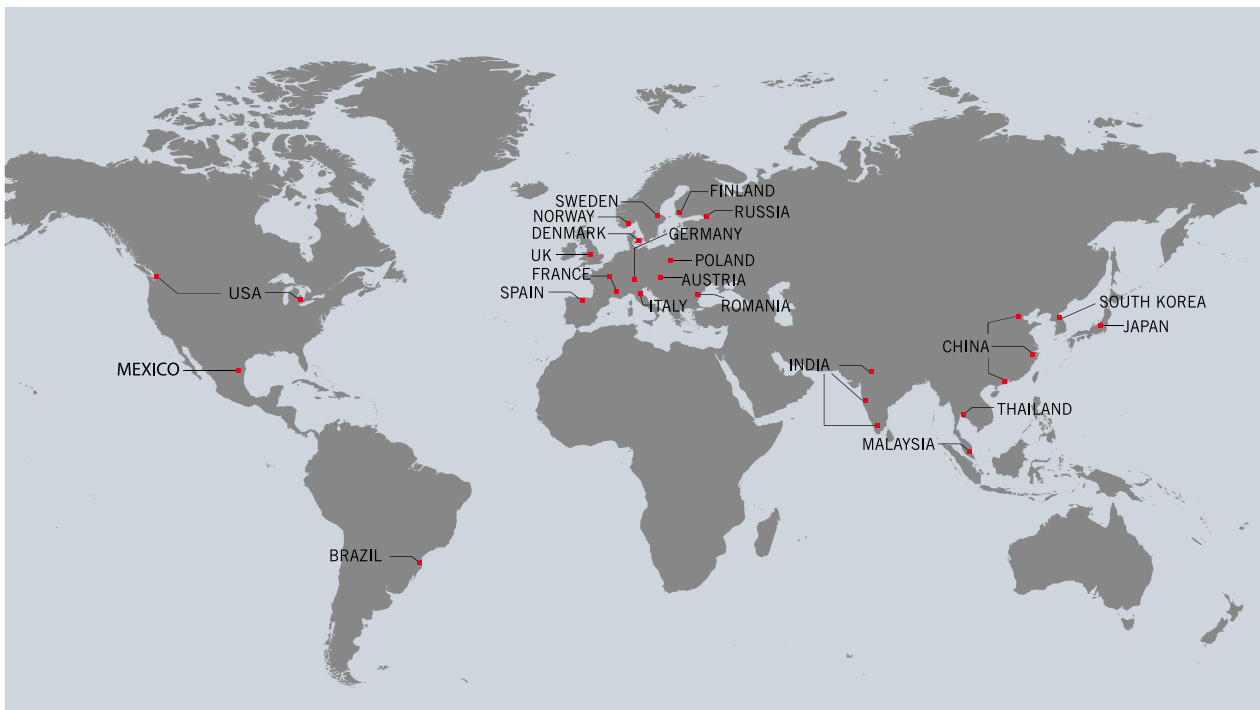 FINLAND
SWEDEN
RUSSIA
NORWAY
DENMARK
GERMANY
UK
POLAND
FRANCE
AUSTRIA
SPAIN
ITALY
ROMANIA
USA
SOUTH KOREA
JAPAN
CHINA
MEXICO
INDIA
THAILAND
MALAYSIA
BRAZIL